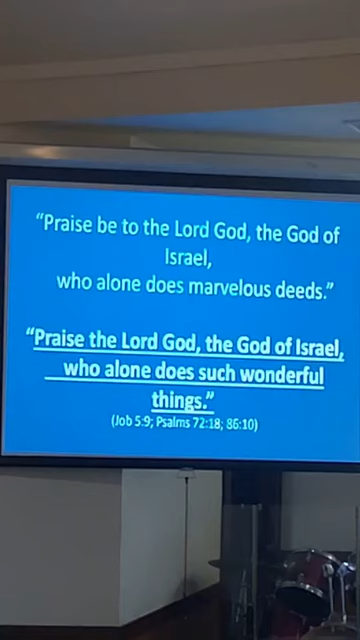 “Praise be to the Lord God, the God of
Israel,
who alone does marvelous deeds.”
“Praise the Lord God, the God of Israel,
who alone does such wonderful
things.”
(Job 5:9; Psalms 72:18; 86:10)